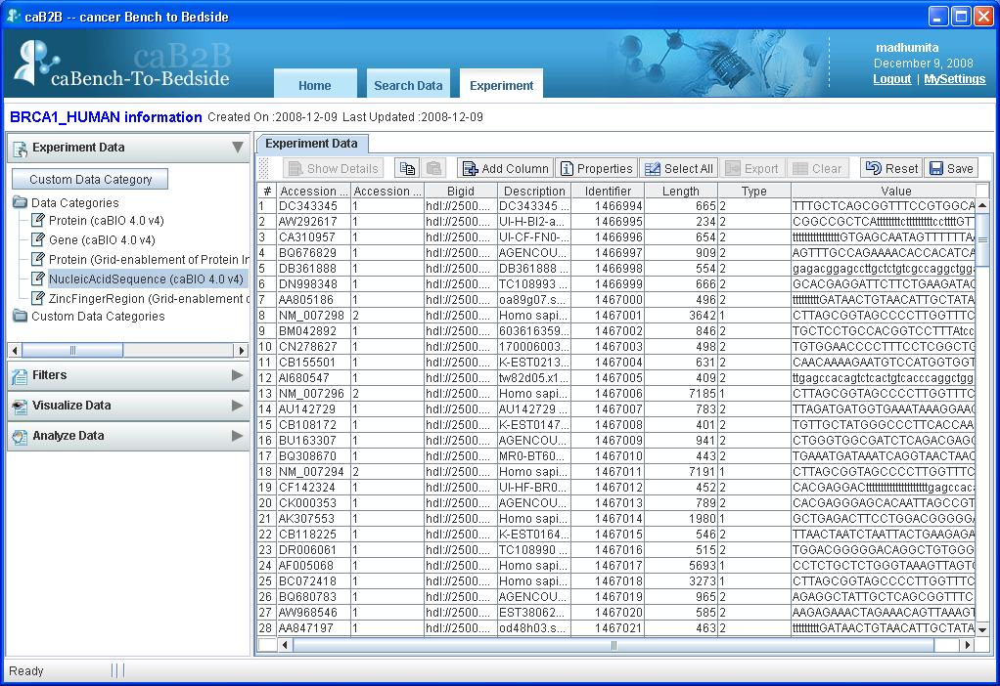 caB2B -- cancer Bench to Bedside
caB2B
caBench-To-Bedside
Home
Search Data
Experiment
madhumita
December 9, 2008
Logout | MySettings
BRCA1_HUMAN information Created On :2008-12-09 Last Updated :2008-12-09
Experiment Data
Custom Data Category
Data Categories
Protein (caBIO 4.0 v4)
Gene (caBIO 4.0 v4)
Protein (Grid-enablement of Protein In
NucleicAcidSequence (caBIO 4.0 v4)
ZincFingerRegion (Grid-enablement
Custom Data Categories
Filters
Visualize Data
Analyze Data
Experiment Data
Show Details Add Column Properties Select All Export Clear Reset Save
# Accession ... Accession ... Bigid Description Identifier Length Type Value
1 DC343345 1 hdl://2500.... DC343345 ... 1466994 665 2 TTTGCTCAGCGGTTTCCGTGGCA
2 AW292617 1 hdl://2500.... UI-H-BI2-a... 1466995 234 2
3 CA310957 1 hdl://2500.... UI-CF-FN0-... 1466996 654 2
4 BQ676829 1 hdl://2500.... AGENCOU... 1466997 909 2 AGTTTGCCAGAAAACACCACATCA
5 DB361888 1 hdl://2500.... DB361888 ... 1466998 554 2 gagacggagccttgctctgtcgccaggctgga
6 DN998348 1 hdl://2500.... TC108993 ... 1466999 666 2 GCACGAGGATTCTTCTGAAGATAC
7 AA805186 1 hdl://2500.... oa89g07.s... 1467000 496 2
8 NM_007298 2 hdl://2500.... Homo sapi... 1467001 3642 1 CTTAGCGGTAGCCCCTTGGTTTC
9 BM042892 1 hdl://2500.... 603616359... 1467002 846 2 TGCTCCTGCCACGGTCCTTTAtcc
10 CN278627 1 hdl://2500.... 170006003... 1467003 498 2 TGTGGAACCCCTTTCCTCGGCTG
11 CB155501 1 hdl://2500.... K-EST0213... 1467004 631 2 CAACAAAAGAATGTCCATGGTGGT
12 AI680547 1 hdl://2500.... tw82d05.x1... 1467005 409 2 ttgagccacagtctcactgtcacccaggctgg
13 NM_007296 2 hdl://2500.... Homo sapi... 1467006 7185 1 CTTAGCGGTAGCCCCTTGGTTTC
14 AU142729 1 hdl://2500.... AU142729 ... 1467007 783 2 TTAGATGATGGTGAAATAAAGGAAG
15 CB108172 1 hdl://2500.... K-EST0147... 1467008 401 2 TGTTGCTATGGGCCCTTCACCAA
16 BU163307 1 hdl://2500.... AGENCOU... 1467009 941 2 CTGGGTGGCGATCTCAGACGAGC
17 BQ308670 1 hdl://2500.... MR0-BT60... 1467010 443 2 TGAAATGATAAATCAGGTAACTAAC
18 NM_007294 2 hdl://2500.... Homo sapi... 1467011 7191 1 CTTAGCGGTAGCCCCTTGGTTTC
19 CF142324 1 hdl://2500.... UI-HF-BR0... 1467012 452 2
20 CK000353 1 hdl://2500.... AGENCOU... 1467013 789 2 CACGAGGGAGCACAATTAGCCGT
21 AK307553 1 hdl://2500.... Homo sapi... 1467014 1980 1 GCTGAGACTTCCTGGACGGGGGA
22 CB118225 1 hdl://2500.... K-EST0164... 1467015 546 2 TTAACTAATCTAATTACTGAAGAGA
23 DR006061 1 hdl://2500.... TC108990 ... 1467016 515 2 TGGACGGGGGACAGGCTGTGGG
24 AF005068 1 hdl://2500.... Homo sapi... 1467017 5693 1 CCTCTGCTCTGGGTAAAGTTAGTG
25 BC072418 1 hdl://2500.... Homo sapi... 1467018 3273 1 CTTAGCGGTAGCCCCTTGGTTTC
26 BQ680783 1 hdl://2500.... AGENCOU... 1467019 965 2 AGAGGCTATTGCTCAGCGGTTTC
27 AW968546 1 hdl://2500.... EST38062... 1467020 585 2 AAGAGAAACTAGAAACAGTTAAAGT
28 AA847197 1 hdl://2500.... od48h03.s... 1467021 463 2
Ready